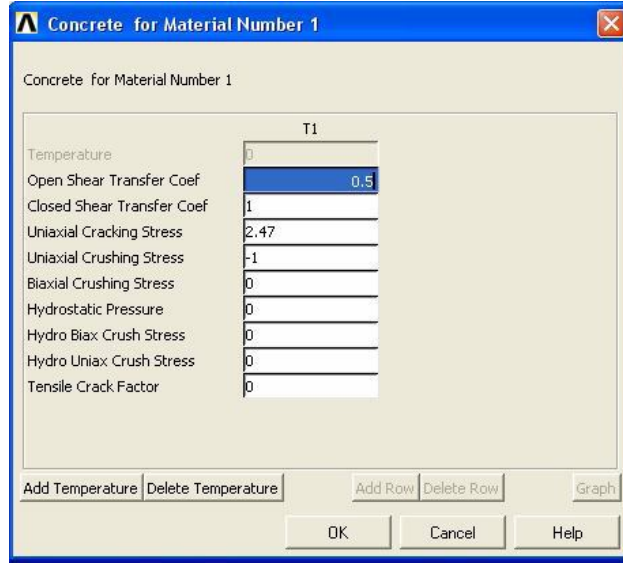 Concrete for Material Number 1
Concrete for Material Number 1
T1
Temperature 0
Open Shear Transfer Coef 0.5
Closed Shear Transfer Coef 1
Uniaxial Cracking Stress 2.47
Uniaxial Crushing Stress -1
Biaxial Crushing Stress 0
Hydrostatic Pressure 0
Hydro Biax Crush Stress 0
Hydro Uniax Crush Stress 0
Tensile Crack Factor 0
Add Temperature Delete Temperature Add Row Delete Row Graph
OK Cancel Help